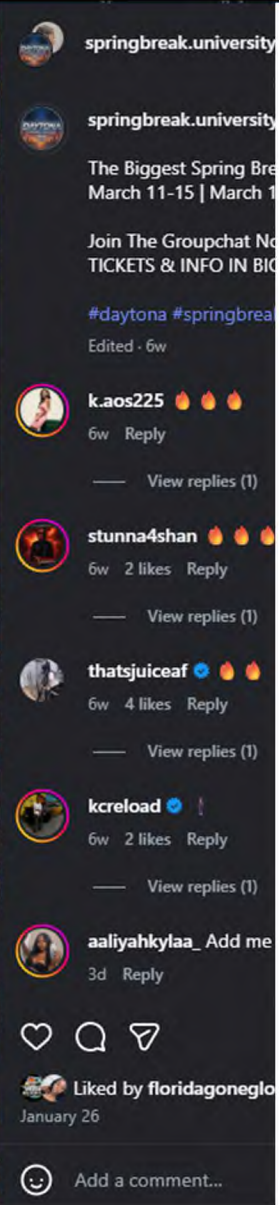 springbreak.university
springbreak.university
The Biggest Spring Bre
March 11-15 | March 1
Join The Groupchat No
TICKETS & INFO IN BIO
#daytona #springbreal
Edited · 6w
k.aos225 🔥 🔥 🔥
6w Reply
View replies (1)
stunna4shan 🔥 🔥 🔥
6w 2 likes Reply
View replies (1)
thatsjuiceaf 🔥 🔥
6w 4 likes Reply
View replies (1)
kcreload
6w 2 likes Reply
View replies (1)
aaliyahkylaa_ Add me
3d Reply
Liked by floridagoneglo
January 26
Add a comment...